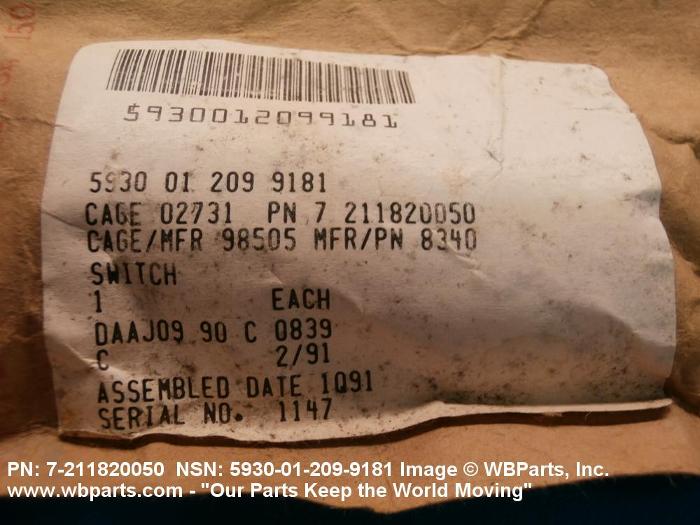 5930012099181
5930 01 209 9181
CAGE 02731 PN 7 211820050
CAGE/MFR 98505 MFR/PN 8340
SWITCH
1 EACH
DAAJ09 90 C 0839
C 2/91
ASSEMBLED DATE 1Q91
SERIAL NO. 1147
PN: 7-211820050 NSN: 5930-01-209-9181 Image © WBParts, Inc.
www.wbparts.com - "Our Parts Keep the World Moving"